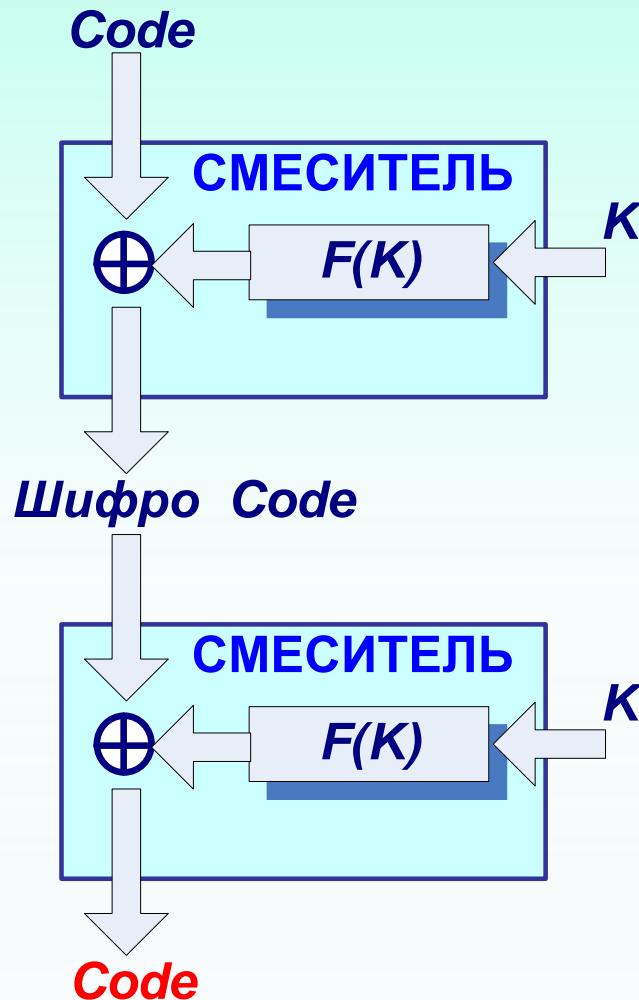 Code
СМЕСИТЕЛЬ
K
F(K)
Шифро Code
СМЕСИТЕЛЬ
K
F(K)
Code